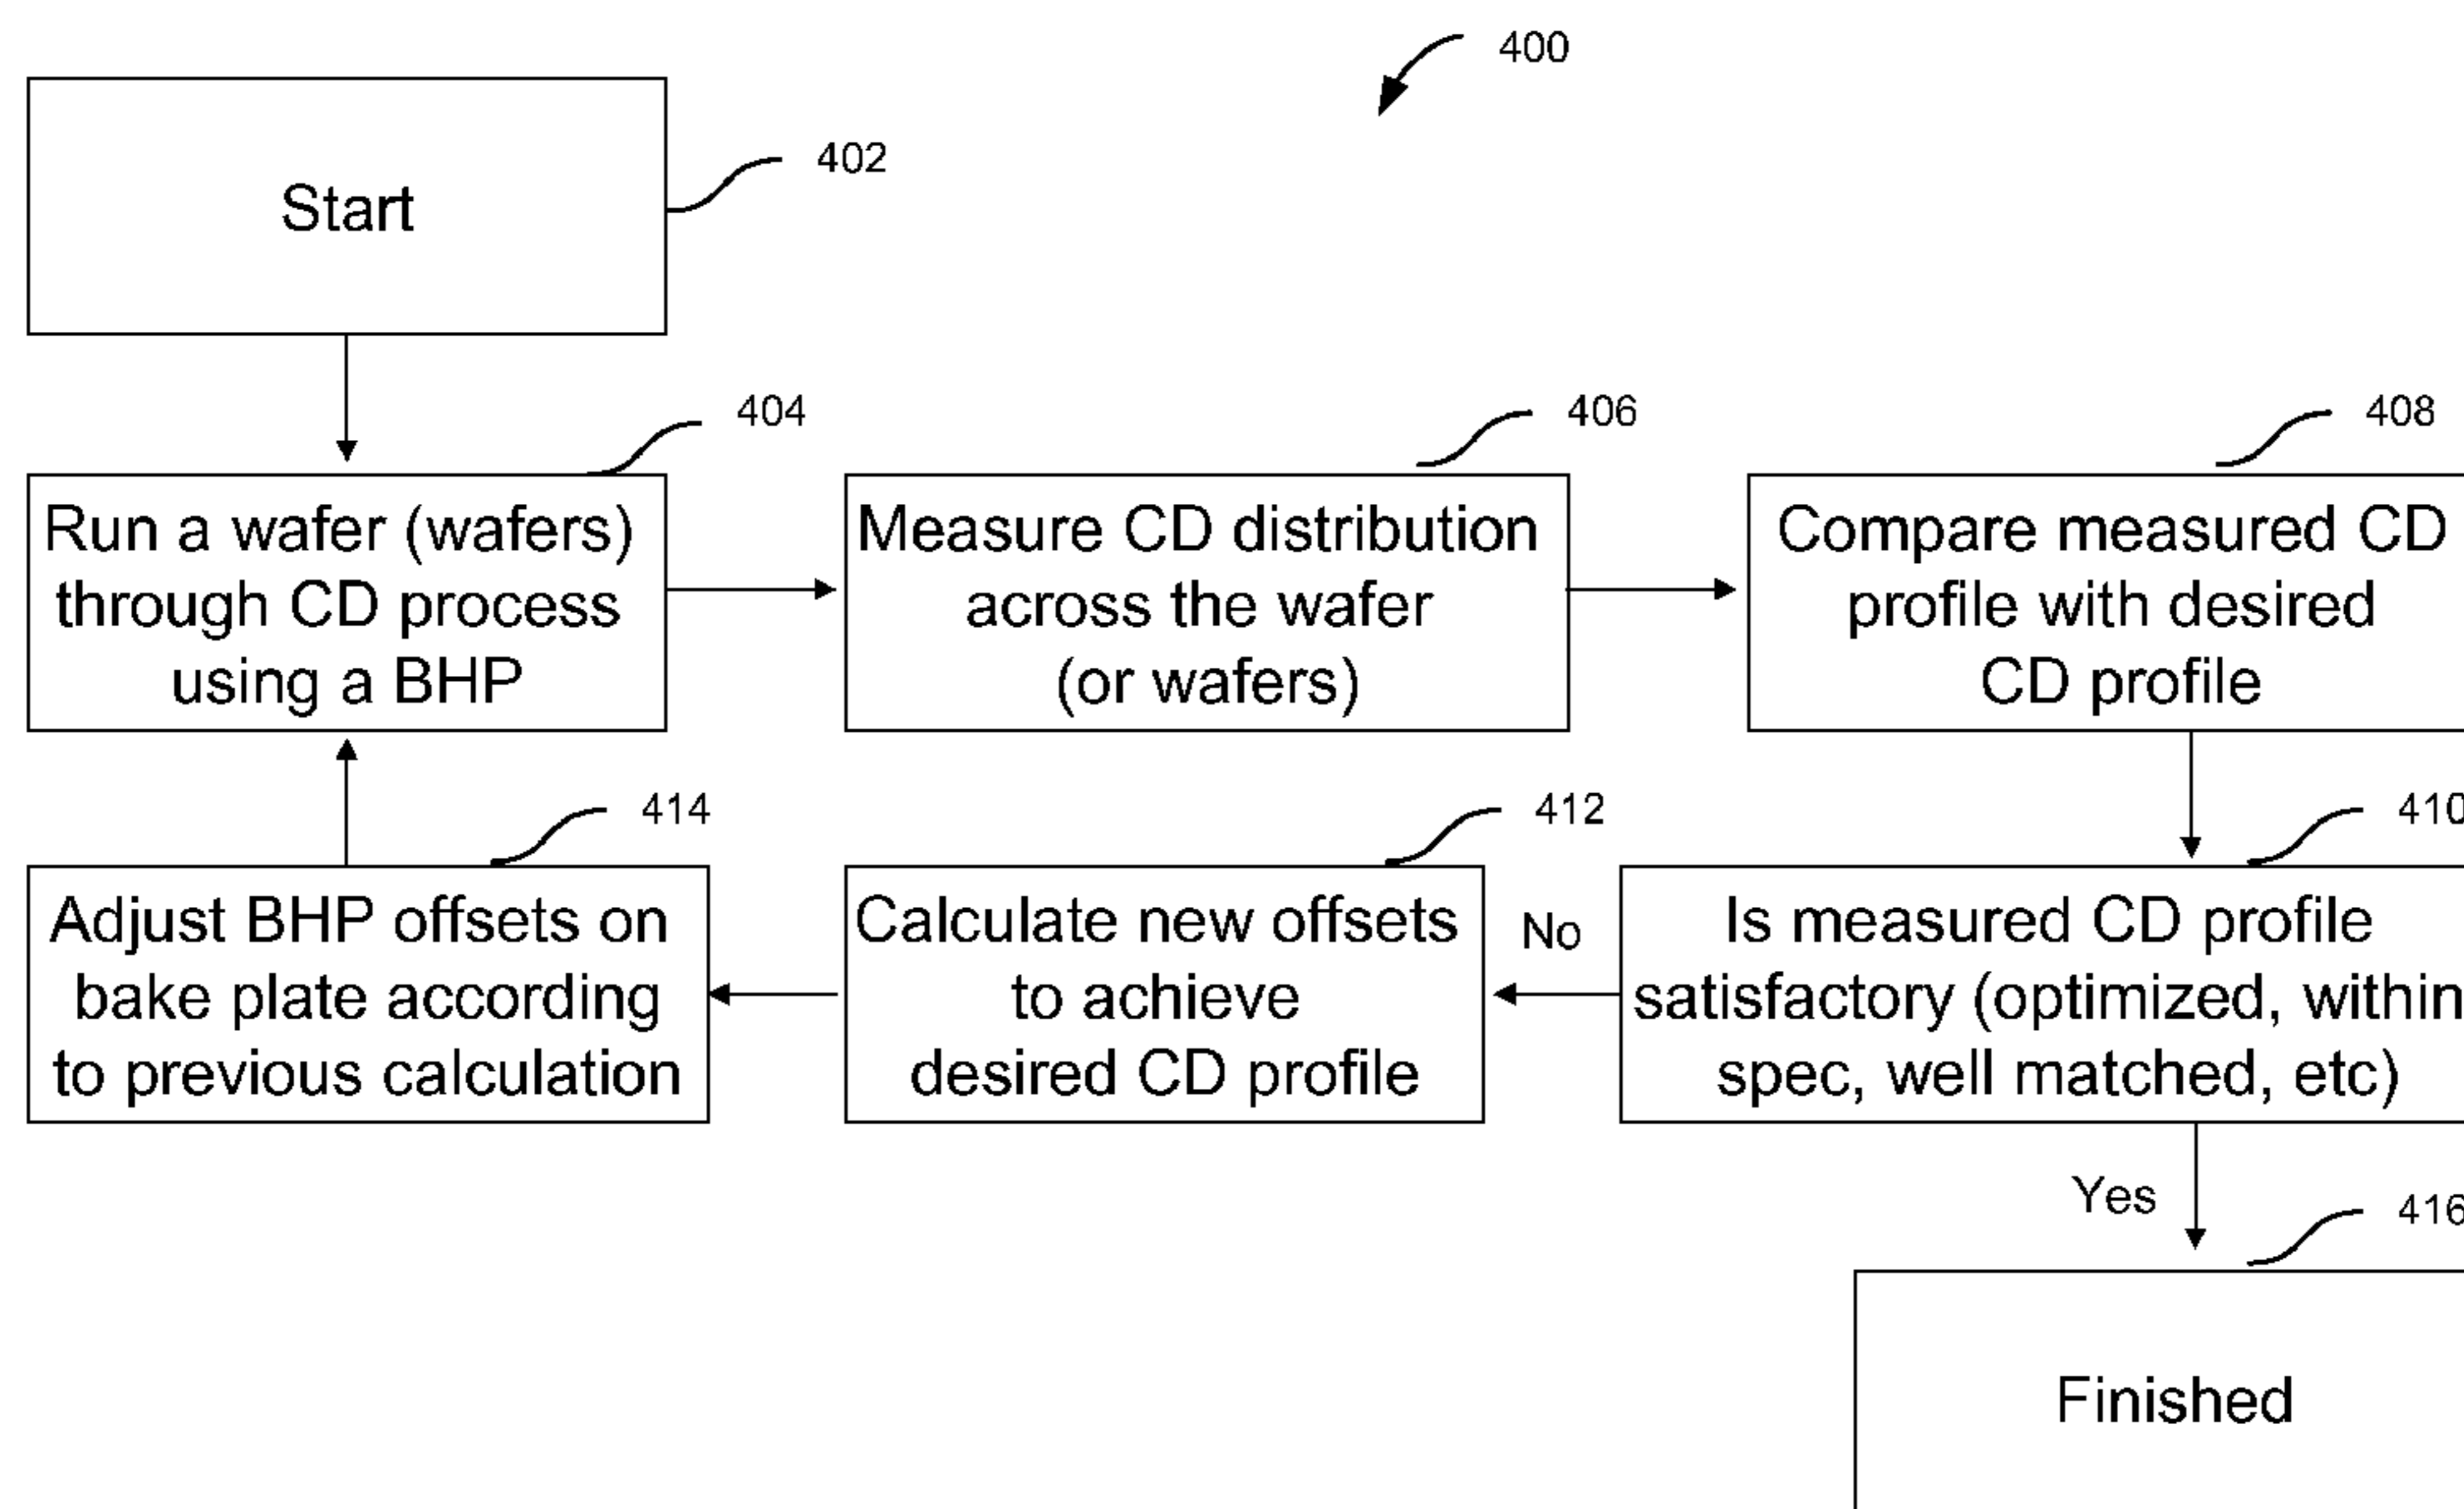 400
402
Start
404
406
408
Run a wafer (wafers)
through CD process
using a BHP
Measure CD distribution
across the wafer
(or wafers)
Compare measured CD
profile with desired
CD profile
414
412
410
Adjust BHP offsets on
bake plate according
to previous calculation
Calculate new offsets
to achieve
desired CD profile
No
Is measured CD profile
satisfactory (optimized, within
spec, well matched, etc)
Yes
416
Finished